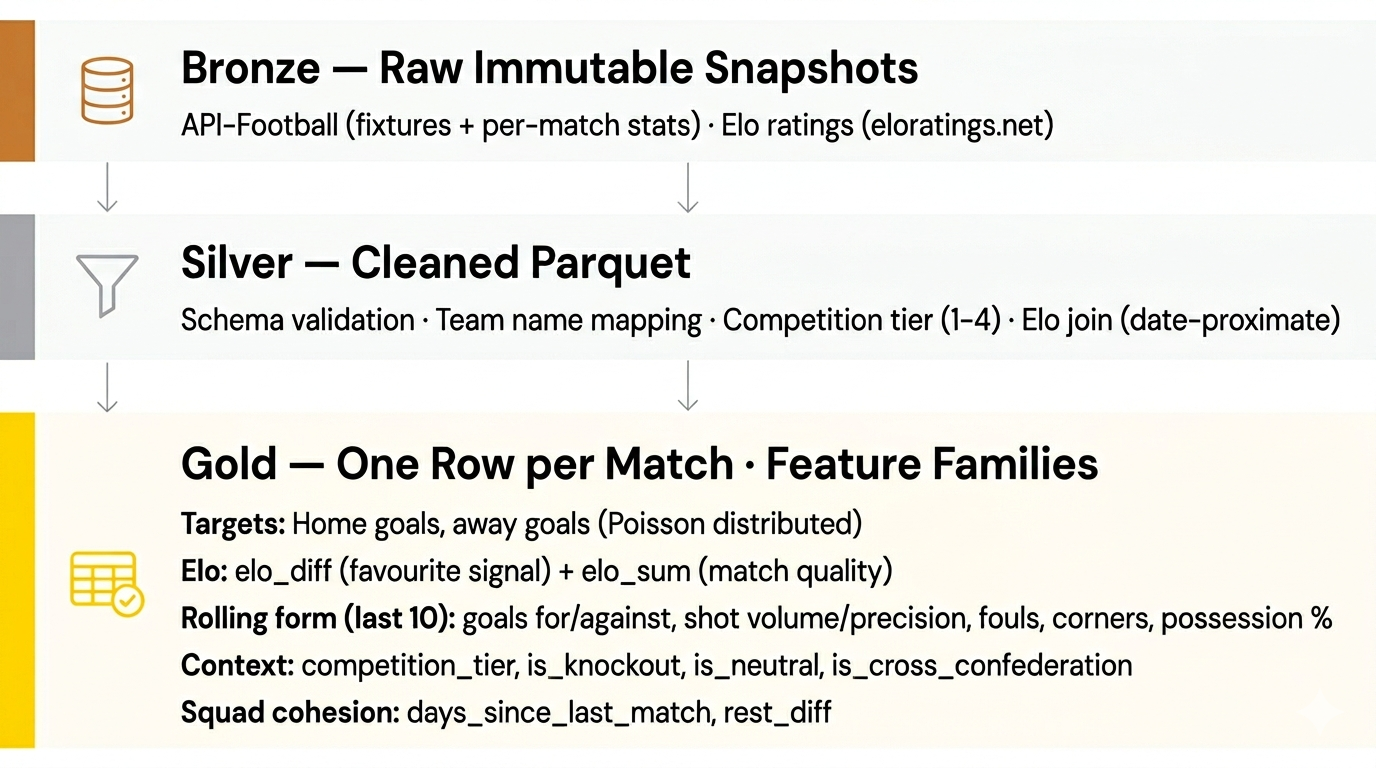 Bronze — Raw Immutable Snapshots
API-Football (fixtures + per-match stats) · Elo ratings (eloratings.net)
Silver — Cleaned Parquet
Schema validation · Team name mapping · Competition tier (1-4) · Elo join (date-proximate)
Gold — One Row per Match · Feature Families
Targets: Home goals, away goals (Poisson distributed)
Elo: elo_diff (favourite signal) + elo_sum (match quality)
Rolling form (last 10): goals for/against, shot volume/precision, fouls, corners, possession %
Context: competition_tier, is_knockout, is_neutral, is_cross_confederation
Squad cohesion: days_since_last_match, rest_diff